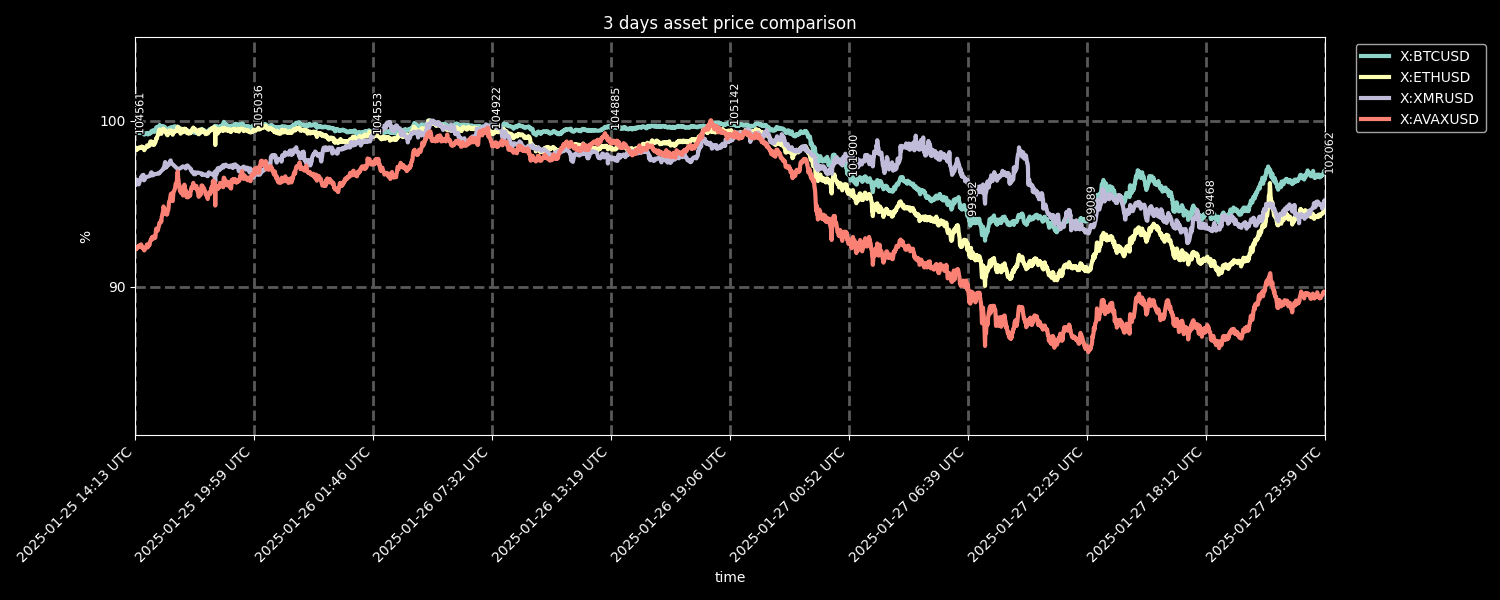 3 days asset price comparison
X:BTCUSD
X:ETHUSD
X:XMRUSD
X:AVAXUSD
%
100
90
104561
105036
104553
104922
104885
105142
101900
99392
99089
99468
102062
2025-01-25 14:13 UTC
2025-01-25 19:59 UTC
2025-01-26 01:46 UTC
2025-01-26 07:32 UTC
2025-01-26 13:19 UTC
2025-01-26 19:06 UTC
2025-01-27 00:52 UTC
2025-01-27 06:39 UTC
2025-01-27 12:25 UTC
2025-01-27 18:12 UTC
2025-01-27 23:59 UTC
time